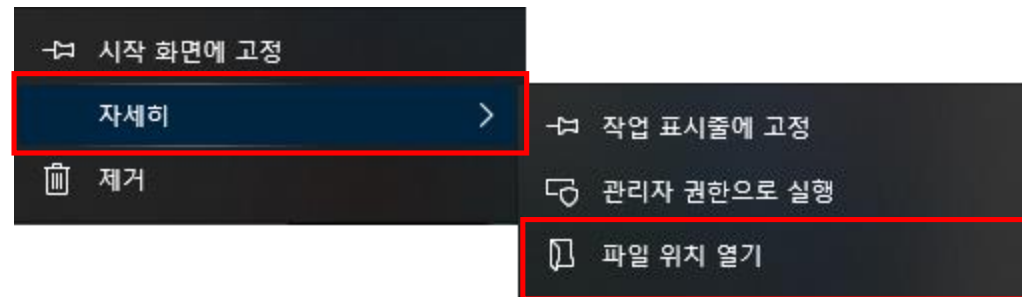 시작 화면에 고정
자세히
제거
작업 표시줄에 고정
관리자 권한으로 실행
파일 위치 열기